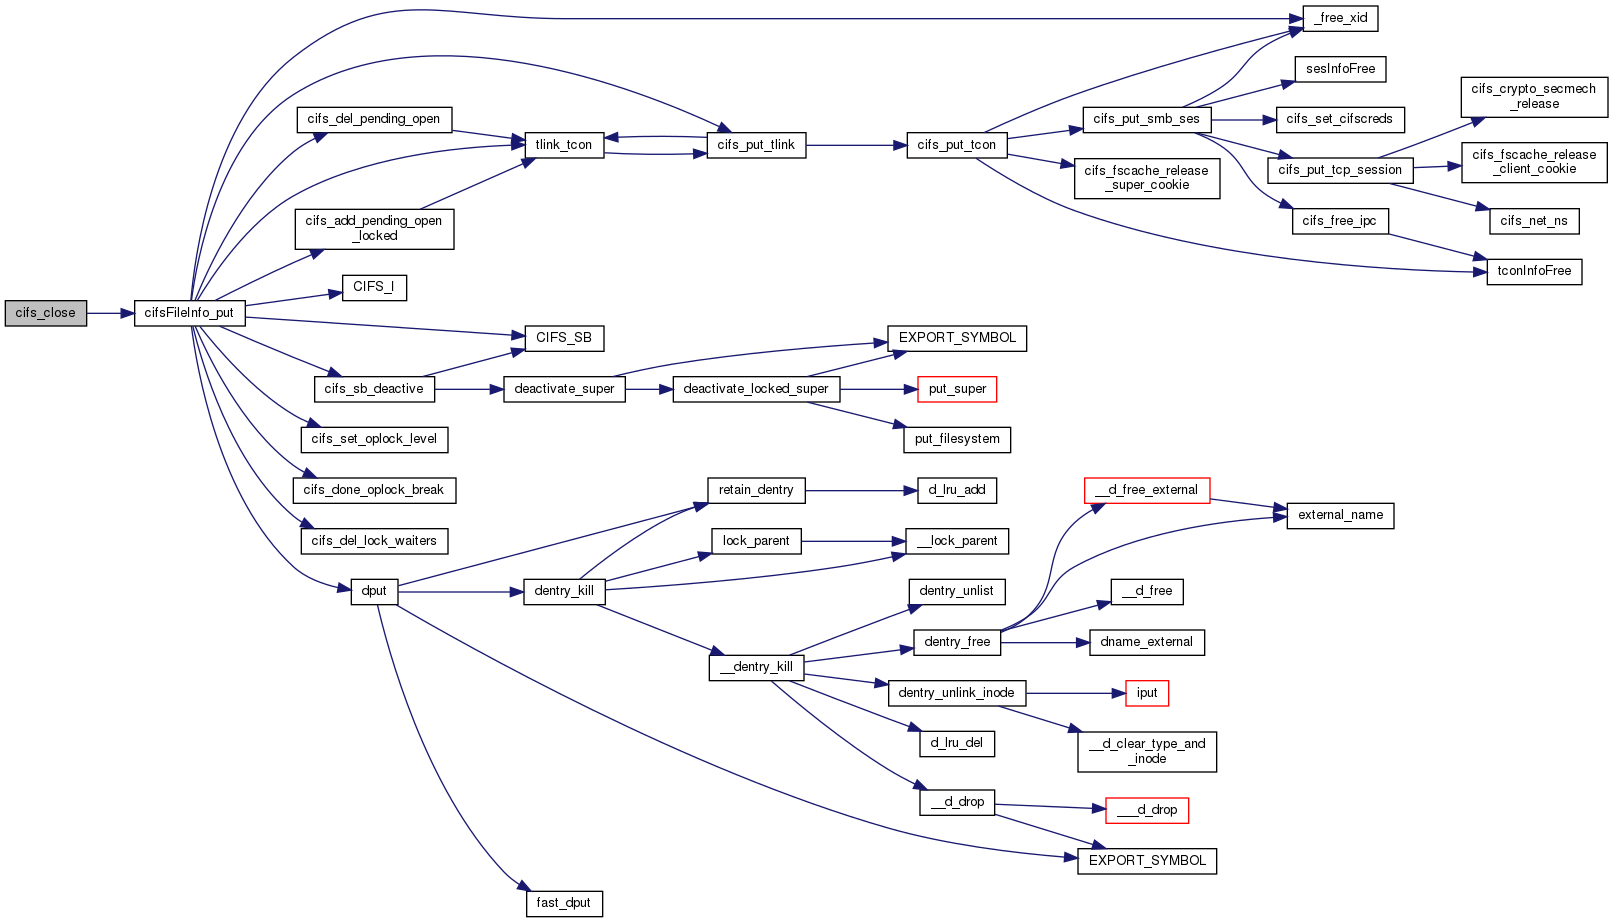 _free_xid
sesInfoFree
cifs_crypto_secmech
_release
cifs_del_pending_open
cifs_put_smb_ses
cifs_set_cifscreds
tlink_tcon
cifs_put_tlink
cifs_put_tcon
cifs_fscache_release
_client_cookie
cifs_put_tcp_session
cifs_fscache_release
_super_cookie
cifs_add_pending_open
_locked
cifs_free_ipc
cifs_net_ns
tconInfoFree
CIFS_I
cifs_close
cifsFileInfo_put
CIFS_SB
EXPORT_SYMBOL
cifs_sb_deactive
deactivate_super
deactivate_locked_super
put_super
cifs_set_oplock_level
put_filesystem
cifs_done_oplock_break
retain_dentry
d_lru_add
__d_free_external
external_name
cifs_del_lock_waiters
lock_parent
__lock_parent
dput
dentry_kill
dentry_unlist
__d_free
dentry_free
dname_external
__dentry_kill
dentry_unlink_inode
iput
d_lru_del
__d_clear_type_and
_inode
__d_drop
___d_drop
EXPORT_SYMBOL
fast_dput